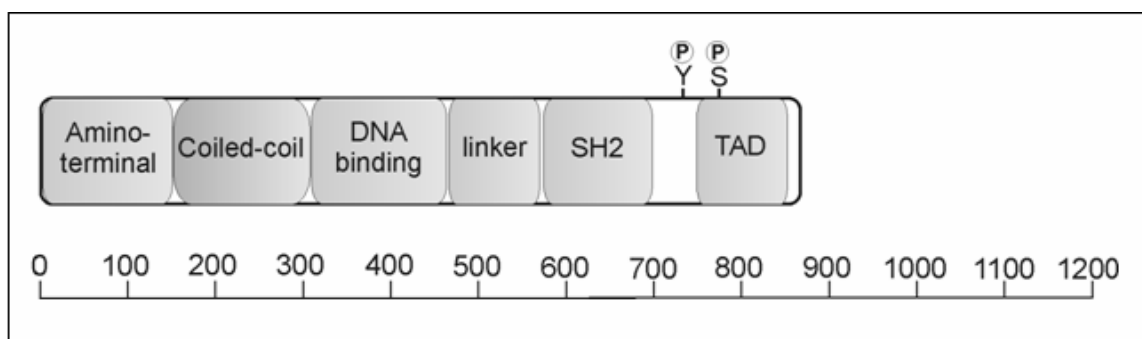 P P
Y S
Amino-
terminal
Coiled-coil
DNA
binding
linker
SH2
TAD
0 100 200 300 400 500 600 700 800 900 1000 1100 1200